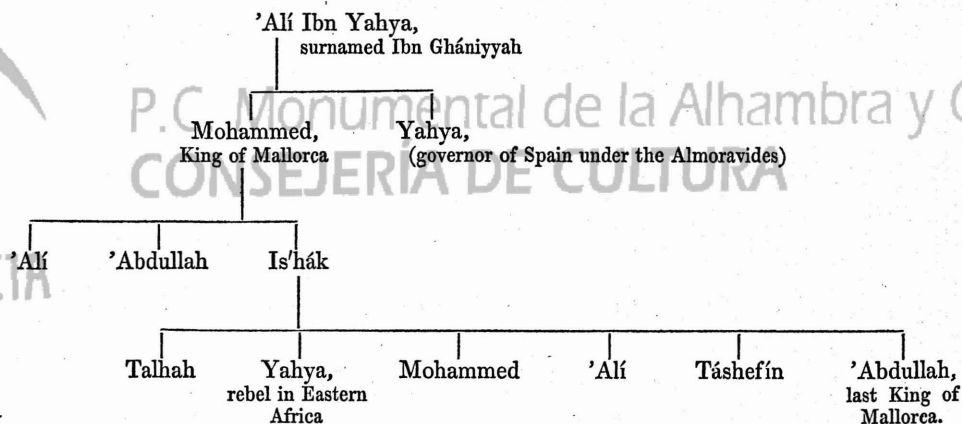 ’Alí Ibn Yahya,
surnamed Ibn Ghániyyah
P.C. Monumental de la Alhambra y
CONSEJERÍA DE CULTURA
Mohammed,
King of Mallorca
Yahya,
(governor of Spain under the Almoravides)
’Alí
’Abdullah
Is'hák
Talhah
Yahya,
rebel in Eastern
Africa
Mohammed
’Alí
Táshefín
’Abdullah,
last King of
Mallorca.